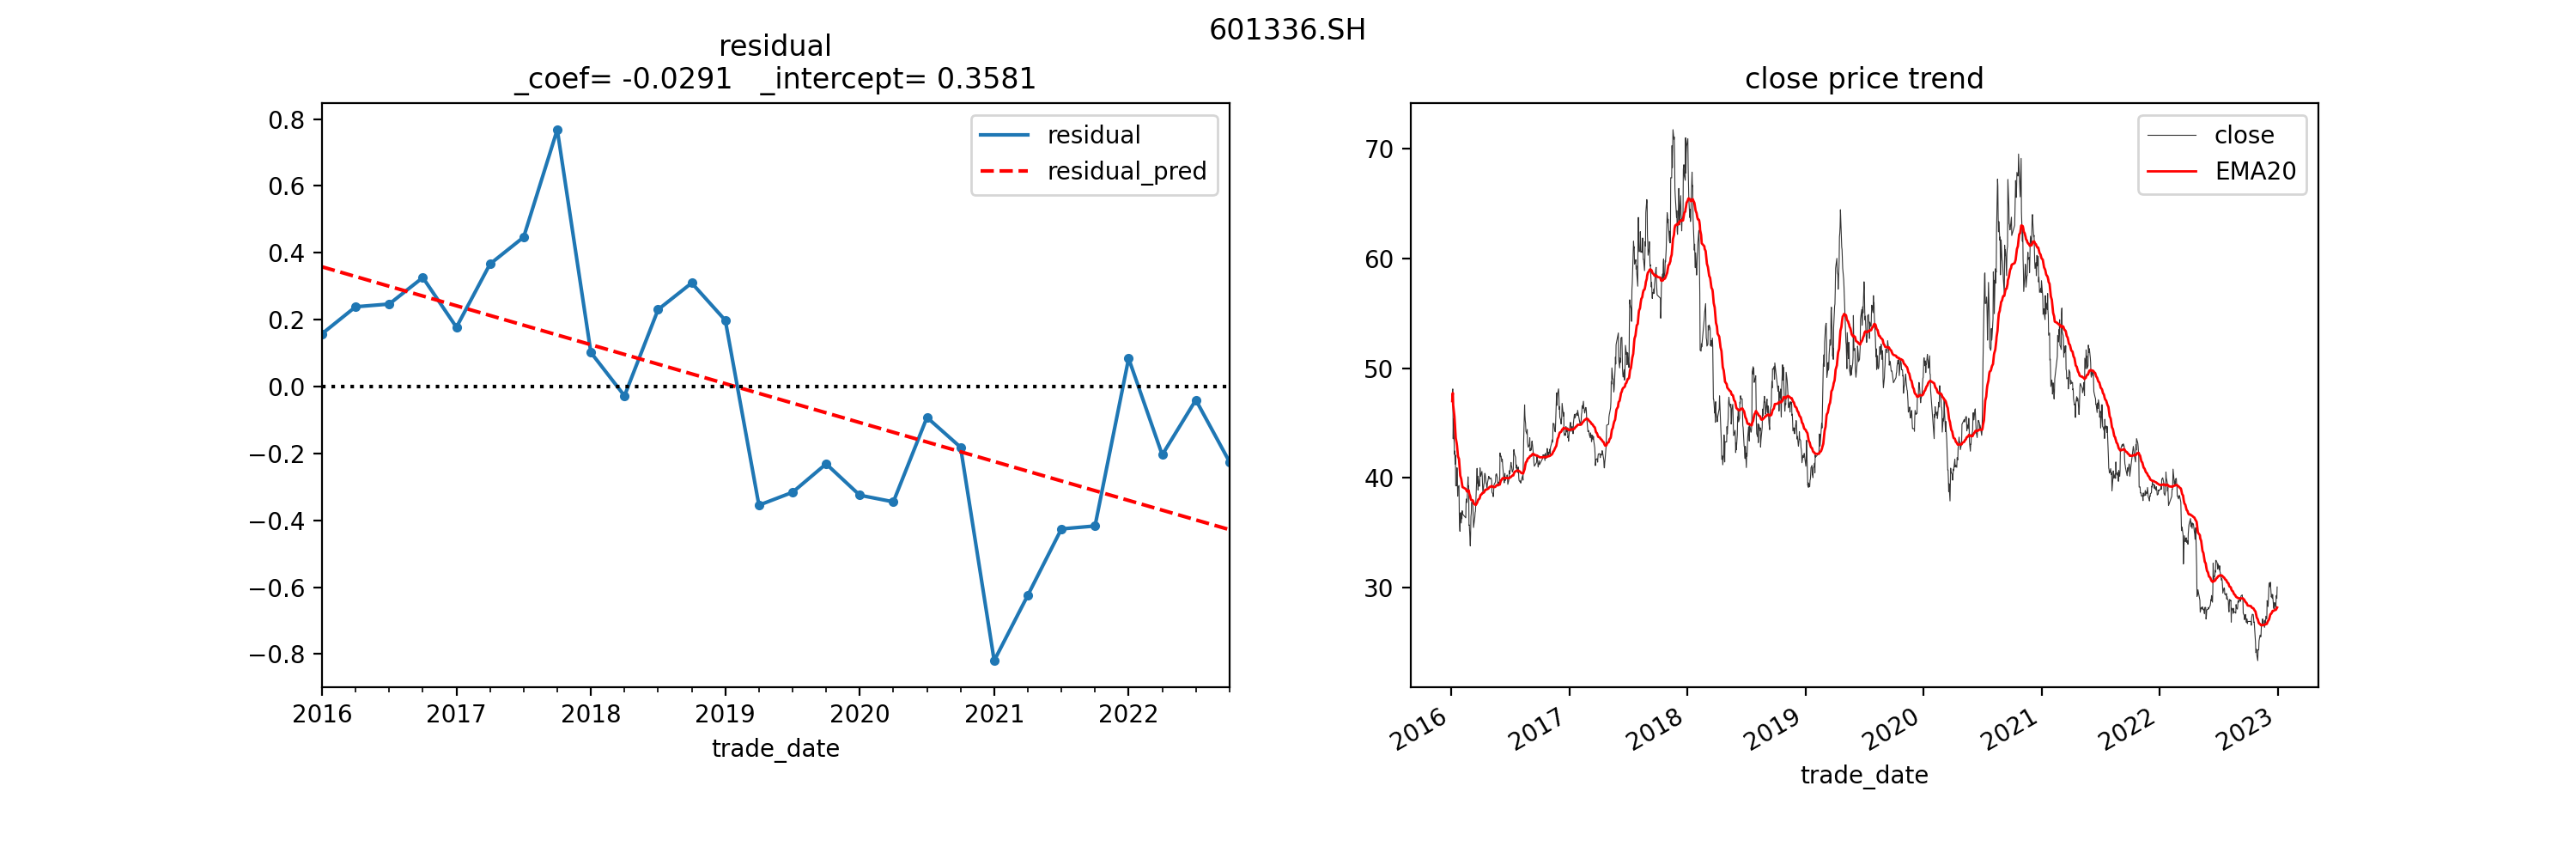 601336.SH
residual
_coef= -0.0291   _intercept= 0.3581
0.8
0.6
0.4
0.2
0.0
−0.2
−0.4
−0.6
−0.8
residual
residual_pred
2016 2017 2018 2019 2020 2021 2022
trade_date
close price trend
70
60
50
40
30
close
EMA20
2016 2017 2018 2019 2020 2021 2022 2023
trade_date